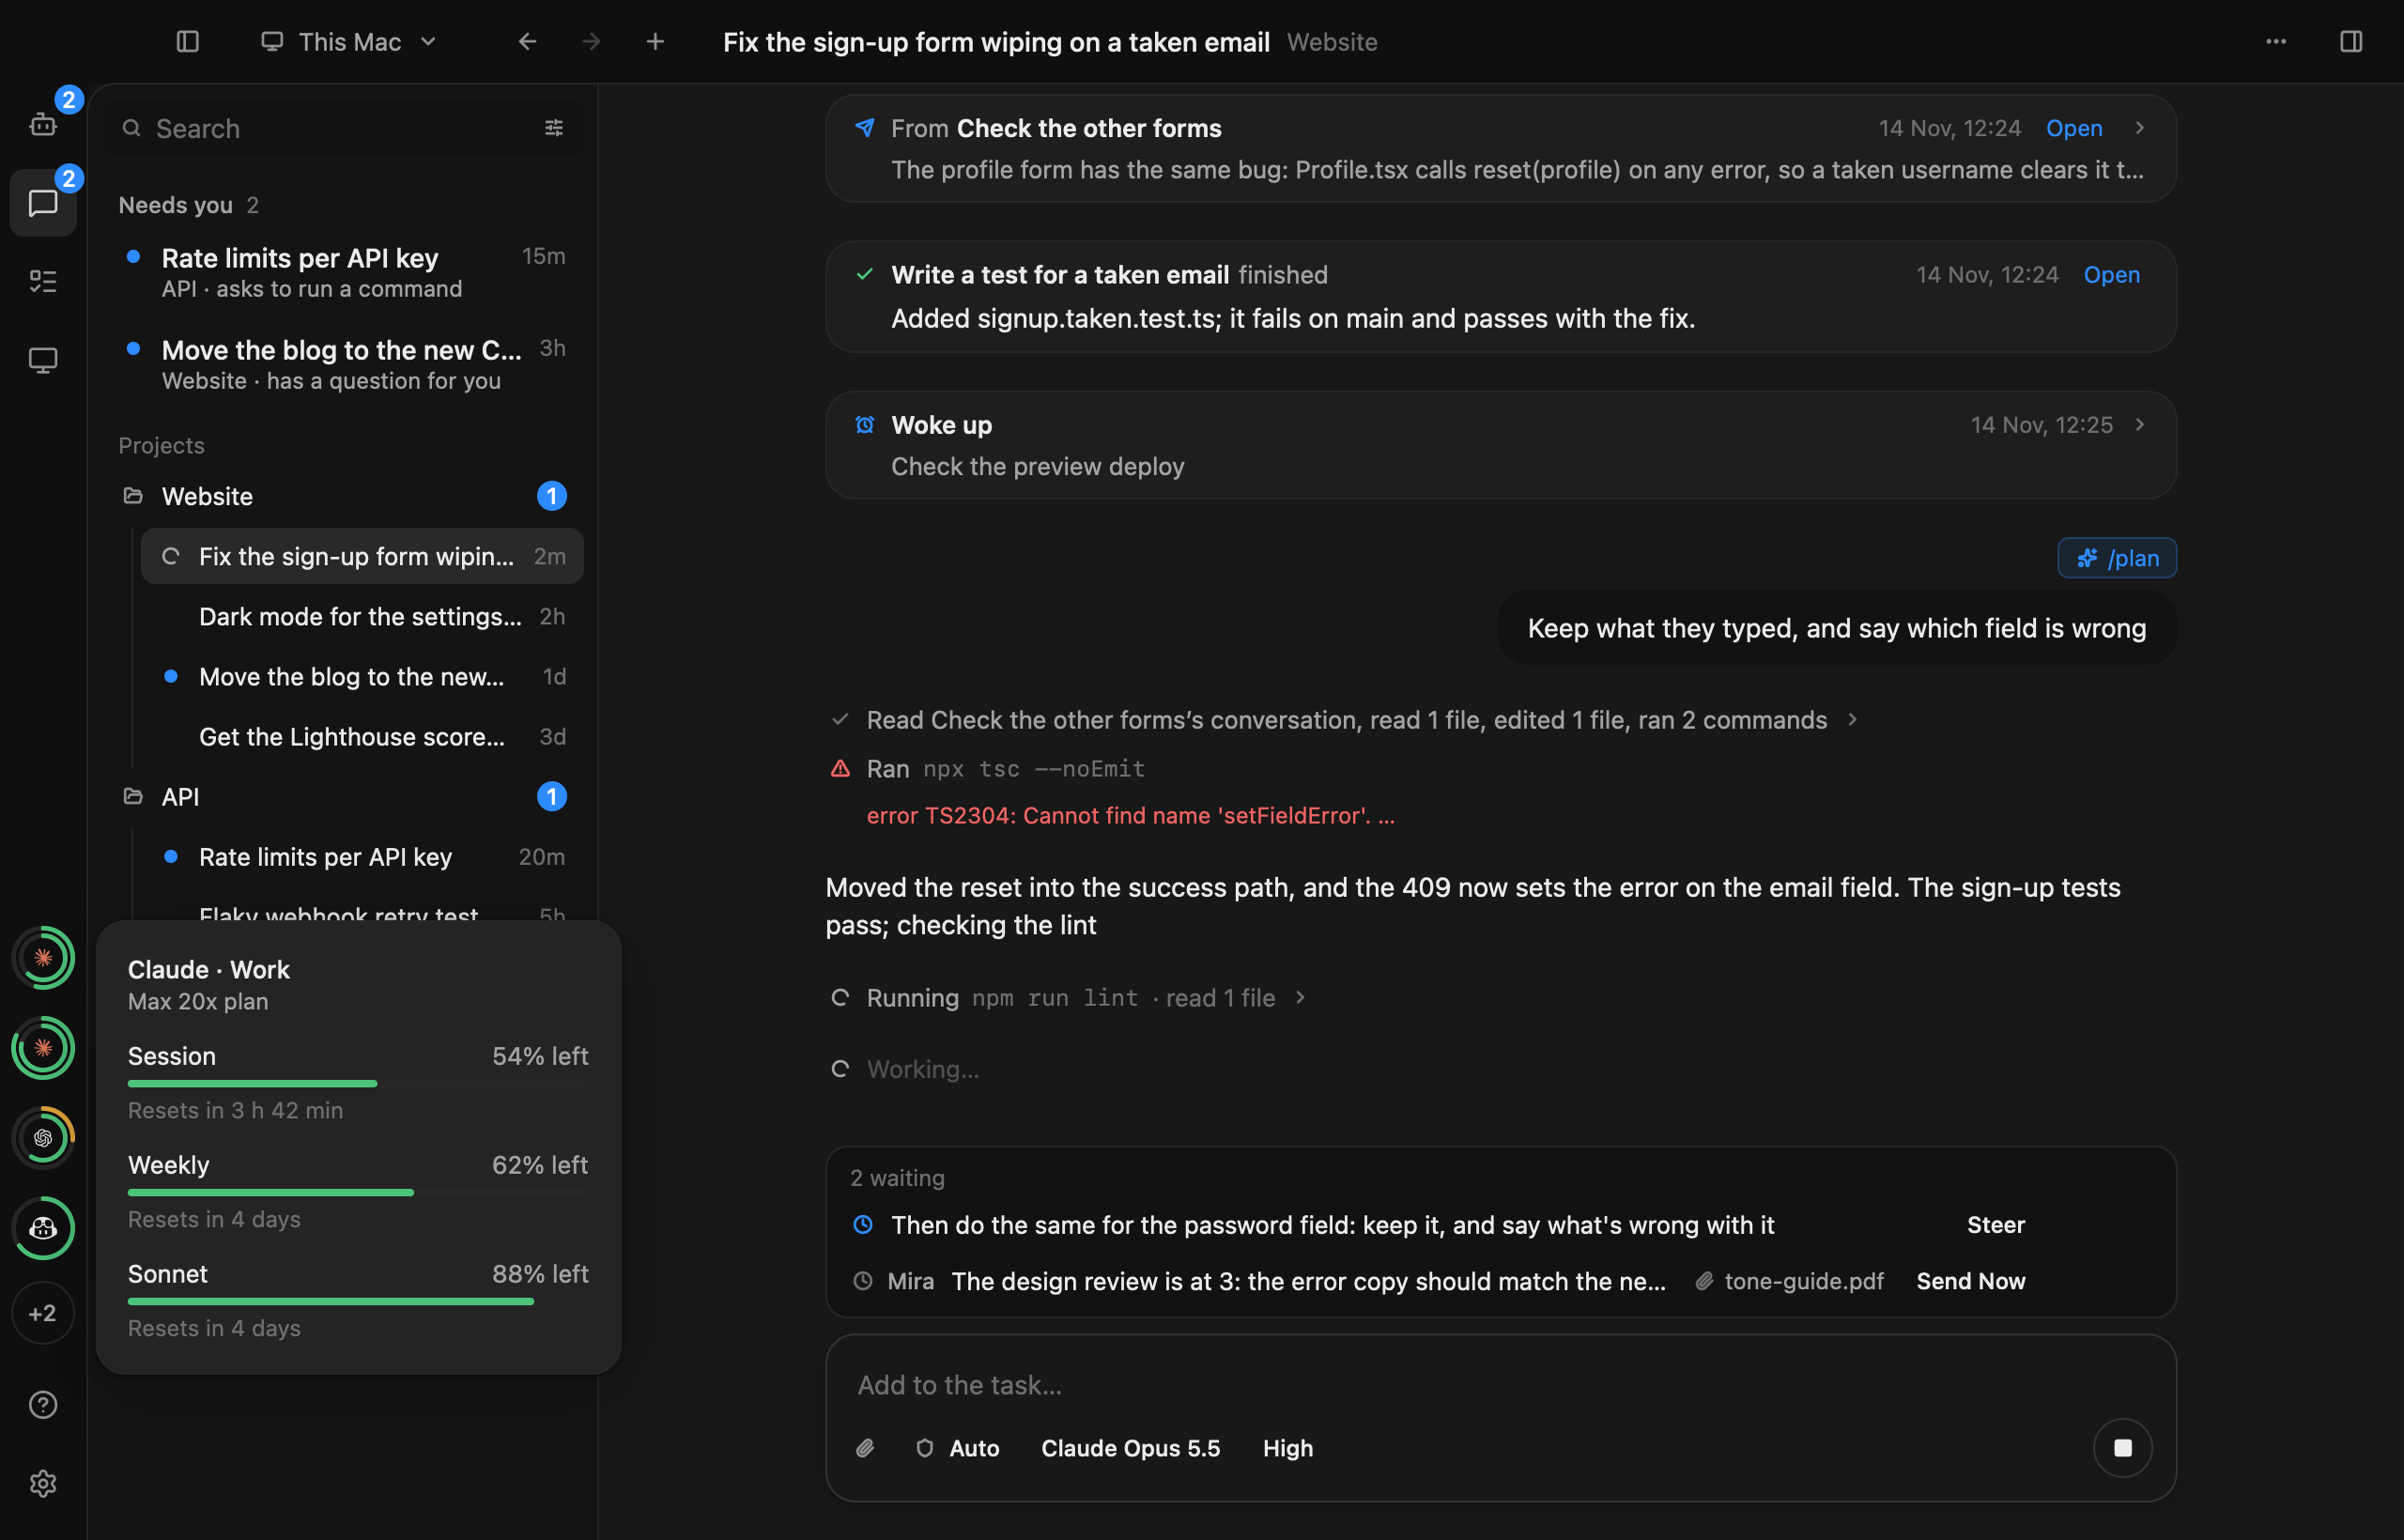 This Mac
Fix the sign-up form wiping on a taken email Website
2
2
Search
Needs you 2
Rate limits per API key 15m
API · asks to run a command
Move the blog to the new C... 3h
Website · has a question for you
Projects
Website 1
Fix the sign-up form wipin... 2m
Dark mode for the settings... 2h
Move the blog to the new... 1d
Get the Lighthouse score... 3d
API 1
Rate limits per API key 20m
Flaky webhook retry test 5h
Claude · Work
Max 20x plan
Session 54% left
Resets in 3 h 42 min
Weekly 62% left
Resets in 4 days
Sonnet 88% left
Resets in 4 days
+2
From Check the other forms 14 Nov, 12:24 Open
The profile form has the same bug: Profile.tsx calls reset(profile) on any error, so a taken username clears it t...
Write a test for a taken email finished 14 Nov, 12:24 Open
Added signup.taken.test.ts; it fails on main and passes with the fix.
Woke up 14 Nov, 12:25
Check the preview deploy
/plan
Keep what they typed, and say which field is wrong
Read Check the other forms’s conversation, read 1 file, edited 1 file, ran 2 commands
Ran npx tsc --noEmit
error TS2304: Cannot find name 'setFieldError'. ...
Moved the reset into the success path, and the 409 now sets the error on the email field. The sign-up tests
pass; checking the lint
Running npm run lint · read 1 file
Working...
2 waiting
Then do the same for the password field: keep it, and say what's wrong with it Steer
Mira The design review is at 3: the error copy should match the ne... tone-guide.pdf Send Now
Add to the task...
Auto Claude Opus 5.5 High